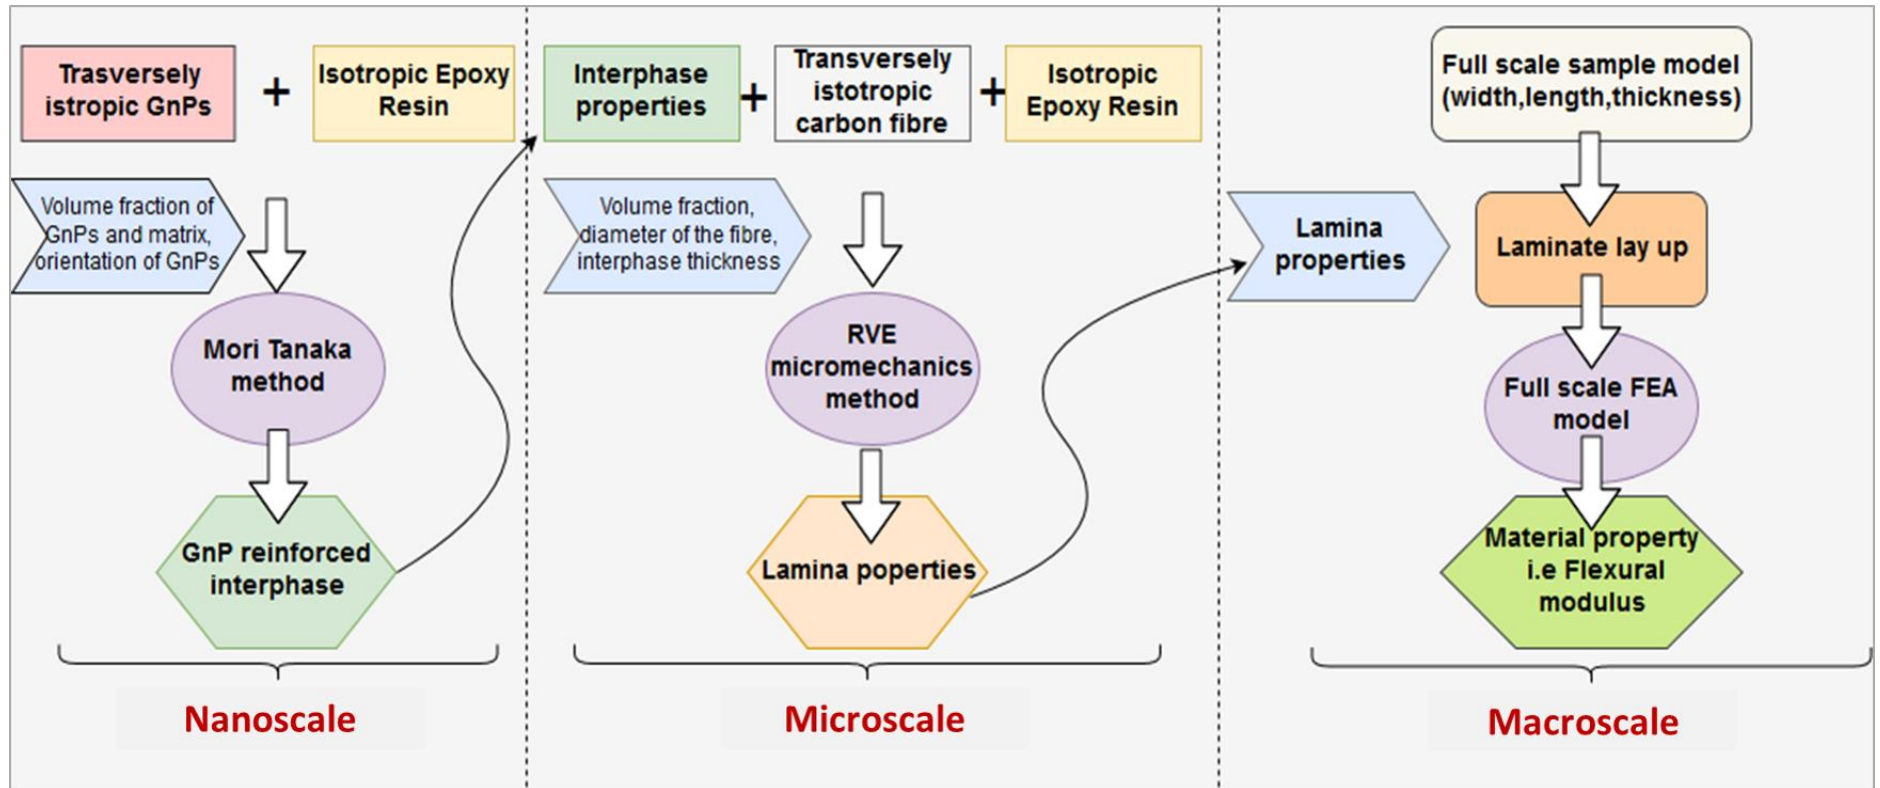 Trasversely
istropic GnPs
+
Isotropic Epoxy
Resin
Volume fraction of
GnPs and matrix,
orientation of GnPs
Mori Tanaka
method
GnP reinforced
interphase
Nanoscale
Interphase
properties
+
Transversely
istotropic
carbon fibre
+
Isotropic
Epoxy Resin
Volume fraction,
diameter of the fibre,
interphase thickness
RVE
micromechanics
method
Lamina poperties
Microscale
Full scale sample model
(width,length,thickness)
Lamina
properties
Laminate lay up
Full scale FEA
model
Material property
i.e Flexural
modulus
Macroscale